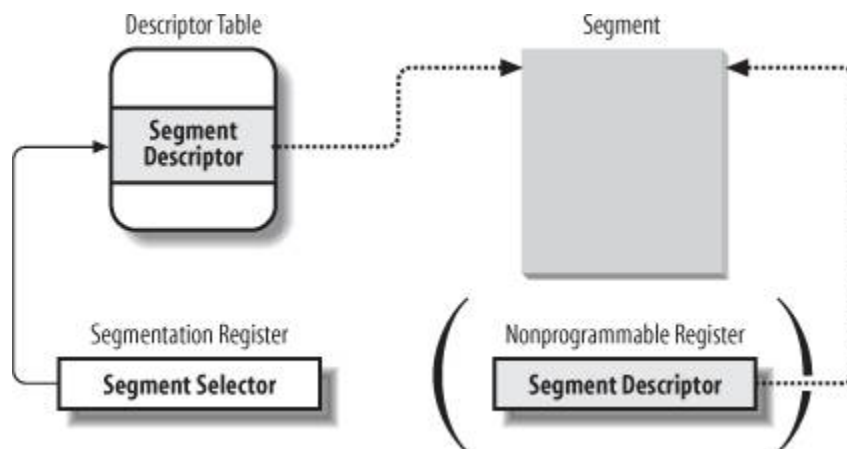 Descriptor Table
Segment
Segment
Descriptor
Segmentation Register
Nonprogrammable Register
Segment Selector
Segment Descriptor